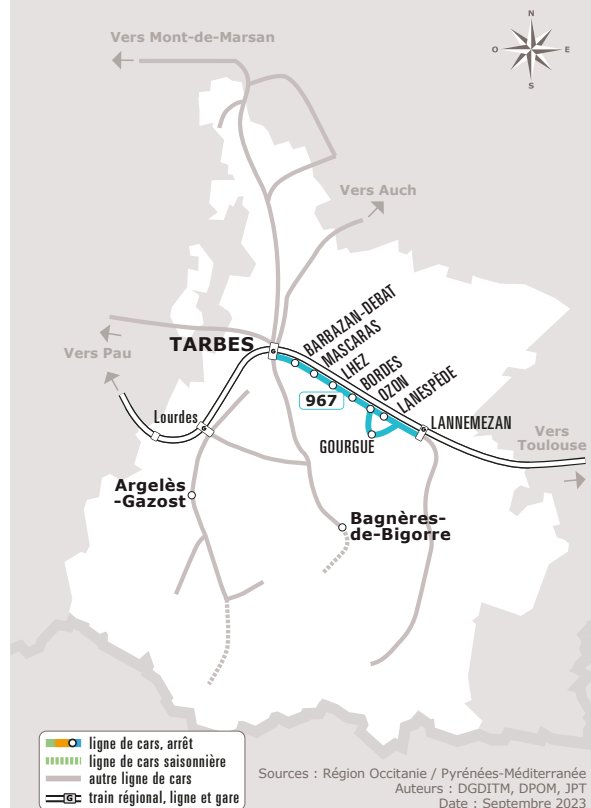 Vers Mont-de-Marsan
N
O
E
S
Vers Auch
BARBAZAN-DEBAT
MASCARAS
LHEZ
BORDES
OZON
LANESPÈDE
TARBES
G
Vers Pau
967
Lourdes
G
GOURGUE
G
LANNEMEZAN
Vers
Toulouse
Argelès
-Gazost
Bagnères-
de-Bigorre
ligne de cars, arrêt
ligne de cars saisonnière
autre ligne de cars
G train régional, ligne et gare
Sources : Région Occitanie / Pyrénées-Méditerranée
Auteurs : DGDITM, DPOM, JPT
Date : Septembre 2023